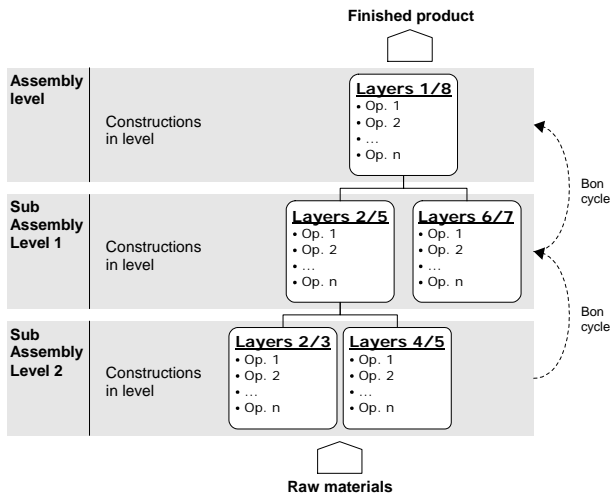 Finished product
Assembly
level
Constructions
in level
Layers 1/8
• Op. 1
• Op. 2
• ...
• Op. n
Bon
cycle
Sub
Assembly
Level 1
Constructions
in level
Layers 2/5
• Op. 1
• Op. 2
• ...
• Op. n
Layers 6/7
• Op. 1
• Op. 2
• ...
• Op. n
Bon
cycle
Sub
Assembly
Level 2
Constructions
in level
Layers 2/3
• Op. 1
• Op. 2
• ...
• Op. n
Layers 4/5
• Op. 1
• Op. 2
• ...
• Op. n
Raw materials